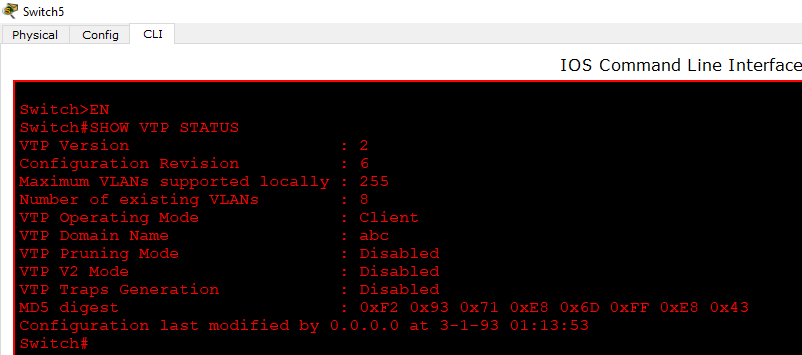 Switch5
Physical Config CLI
IOS Command Line Interface
Switch>EN
Switch#SHOW VTP STATUS
VTP Version : 2
Configuration Revision : 6
Maximum VLANs supported locally : 255
Number of existing VLANs : 8
VTP Operating Mode : Client
VTP Domain Name : abc
VTP Pruning Mode : Disabled
VTP V2 Mode : Disabled
VTP Traps Generation : Disabled
MD5 digest : 0xF2 0x93 0x71 0xE8 0x6D 0xFF 0xE8 0x43
Configuration last modified by 0.0.0.0 at 3-1-93 01:13:53
Switch#